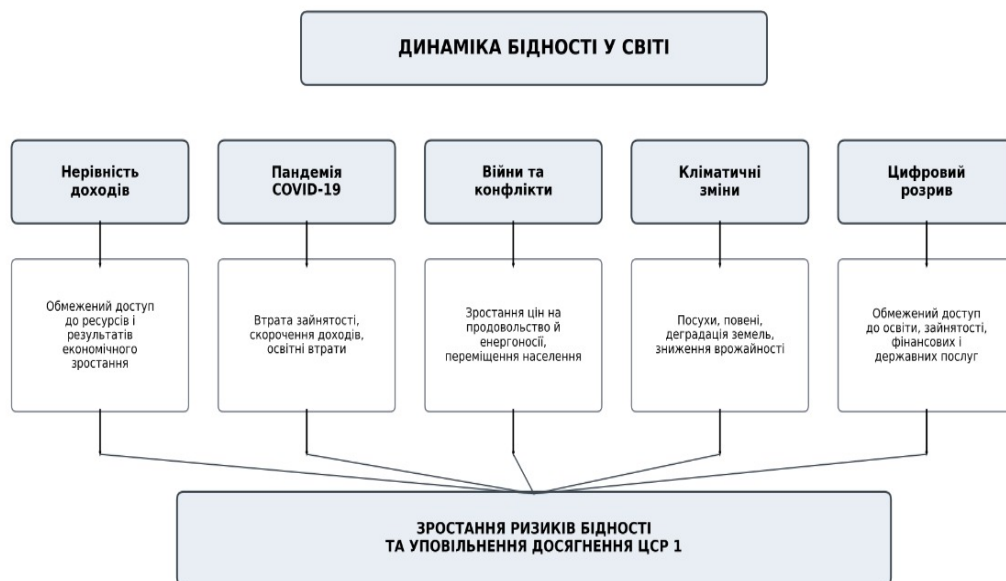 ДИНАМІКА БІДНОСТІ У СВІТІ
Нерівність
доходів
Пандемія
COVID-19
Війни та
конфлікти
Кліматичні
зміни
Цифровий
розрив
Обмежений доступ
до ресурсів і
результатів
економічного
зростання
Втрата зайнятості,
скорочення доходів,
освітні втрати
Зростання цін на
продовольство й
енергоносії,
переміщення населення
Посухи, повені,
деградація земель,
зниження врожайності
Обмежений доступ
до освіти, зайнятості,
фінансових і
державних послуг
ЗРОСТАННЯ РИЗИКІВ БІДНОСТІ
ТА УПОВІЛЬНЕННЯ ДОСЯГНЕННЯ ЦСР 1